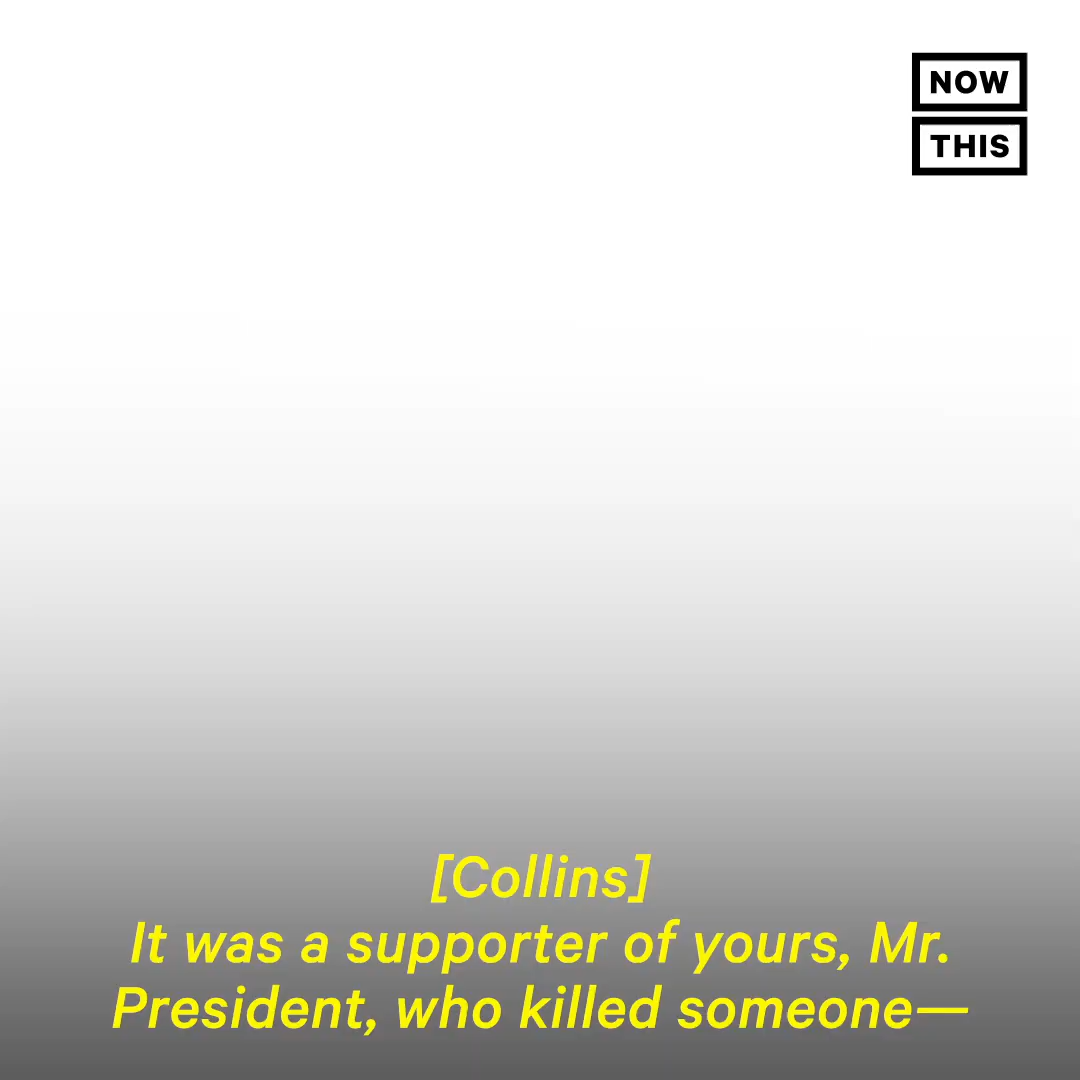 NOW
THIS
[Collins]
It was a supporter of yours, Mr.
President, who killed someone—